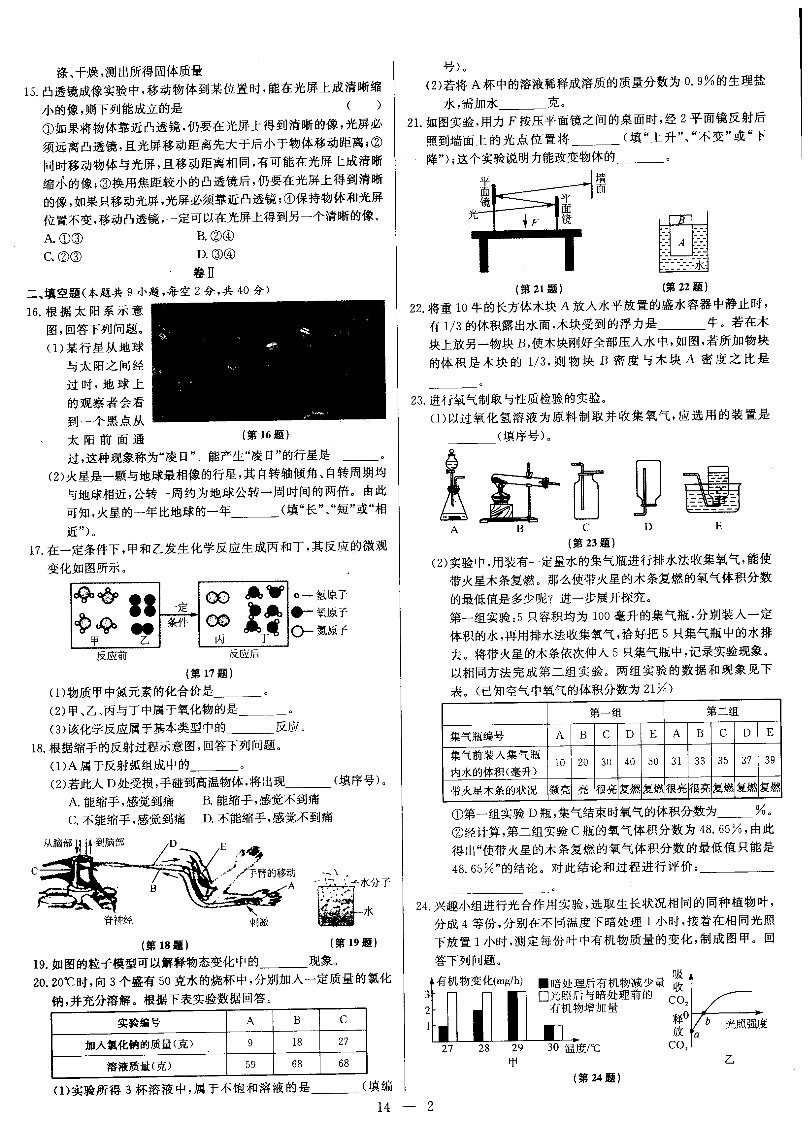 涤、干燥,测出所得固体质量
15.凸透镜成像实验中,移动物体到某位置时,能在光屏上成清晰缩
小的像,则下列能成立的是 ( )
①如果将物体靠近凸透镜,仍要在光屏上得到清晰的像,光屏必
须远离凸透镜,且光屏移动距离先大于后小于物体移动距离;②
同时移动物体与光屏,且移动距离相同,有可能在光屏上成清晰
缩小的像;③换用焦距较小的凸透镜后,仍要在光屏上得到清晰
的像,如果只移动光屏,光屏必须靠近凸透镜;④保持物体和光屏
位置不变,移动凸透镜,一定可以在光屏上得到另一个清晰的像。
A.①③ B.②④
C.②③ D.③④
卷Ⅱ
二、填空题(本题共9小题,每空2分,共40分)
16.根据太阳系示意
图,回答下列问题。
(1)某行星从地球
与太阳之间经
过时,地球上
的观察者会看
到一个黑点从
太阳前面通
(第16题)
过,这种现象称为“凌日”。能产生“凌日”的行星是______。
(2)火星是一颗与地球最相像的行星,其自转轴倾角、自转周期均
与地球相近,公转一周约为地球公转一周时间的两倍。由此
可知,火星的一年比地球的一年______(填“长”、“短”或“相
近”)。
17.在一定条件下,甲和乙发生化学反应生成丙和丁,其反应的微观
变化如图所示。
一定
条件
甲 乙 丙 丁
反应前 反应后
氢原子
氧原子
氮原子
(第17题)
(1)物质甲中氮元素的化合价是______。
(2)甲、乙、丙与丁中属于氧化物的是______。
(3)该化学反应属于基本类型中的______反应。
18.根据缩手的反射过程示意图,回答下列问题。
(1)A属于反射弧组成中的______。
(2)若此人D处受损,手碰到高温物体,将出现______(填序号)。
A.能缩手,感觉到痛 B.能缩手,感觉不到痛
C.不能缩手,感觉到痛 D.不能缩手,感觉不到痛
从脑部 到脑部 D E
C
手臂的移动
A
B
脊神经 刺激
水分子
水
(第18题) (第19题)
19.如图的粒子模型可以解释物态变化中的______现象。
20.20℃时,向3个盛有50克水的烧杯中,分别加入一定质量的氯化
钠,并充分溶解。根据下表实验数据回答。
实验编号 A B C
加入氯化钠的质量(克) 9 18 27
溶液质量(克) 59 68 68
(1)实验所得3杯溶液中,属于不饱和溶液的是______(填编
号)。
(2)若将A杯中的溶液稀释成溶质的质量分数为0.9%的生理盐
水,需加水______克。
21.如图实验,用力F按压平面镜之间的桌面时,经2平面镜反射后
照到墙面上的光点位置将______(填“上升”、“不变”或“下
降”);这个实验说明力能改变物体的______。
平面镜
墙面
平面镜
光
F
B
A
水
(第21题) (第22题)
22.将重10牛的长方体木块A放入水平放置的盛水容器中静止时,
有1/3的体积露出水面,木块受到的浮力是______牛。若在木
块上放另一物块B,使木块刚好全部压入水中,如图,若所加物块
的体积是木块的1/3,则物块B密度与木块A密度之比是
______。
23.进行氧气制取与性质检验的实验。
(1)以过氧化氢溶液为原料制取并收集氧气,应选用的装置是
______(填序号)。
A B C D E
(第23题)
(2)实验中,用装有一定量水的集气瓶进行排水法收集氧气,能使
带火星木条复燃。那么使带火星的木条复燃的氧气体积分数
的最低值是多少呢?进一步展开探究。
第一组实验:5只容积均为100毫升的集气瓶,分别装入一定
体积的水,再用排水法收集氧气,恰好把5只集气瓶中的水排
去。将带火星的木条依次伸入5只集气瓶中,记录实验现象。
以相同方法完成第二组实验。两组实验的数据和现象见下
表。(已知空气中氧气的体积分数为21%)
第一组 第二组
集气瓶编号 A B C D E A B C D E
集气前装入集气瓶
内水的体积(毫升) 10 20 30 40 50 31 33 35 37 39
带火星木条的状况 微亮 亮 很亮 复燃 复燃 很亮 很亮 复燃 复燃 复燃
①第一组实验D瓶,集气结束时氧气的体积分数为______%。
②经计算,第二组实验C瓶的氧气体积分数为48.65%,由此
得出“使带火星的木条复燃的氧气体积分数的最低值只能是
48.65%”的结论。对此结论和过程进行评价:______
______。
24.兴趣小组进行光合作用实验,选取生长状况相同的同种植物叶,
分成4等份,分别在不同温度下暗处理1小时,接着在相同光照
下放置1小时,测定每份叶中有机物质量的变化,制成图甲。回
答下列问题。
有机物变化(mg/h)
3
2
1
27 28 29 30 温度/℃
甲
暗处理后有机物减少量
光照后与暗处理前的
有机物增加量
吸收CO₂
0
释放CO₂
a
b
光照强度
乙
(第24题)
14 — 2